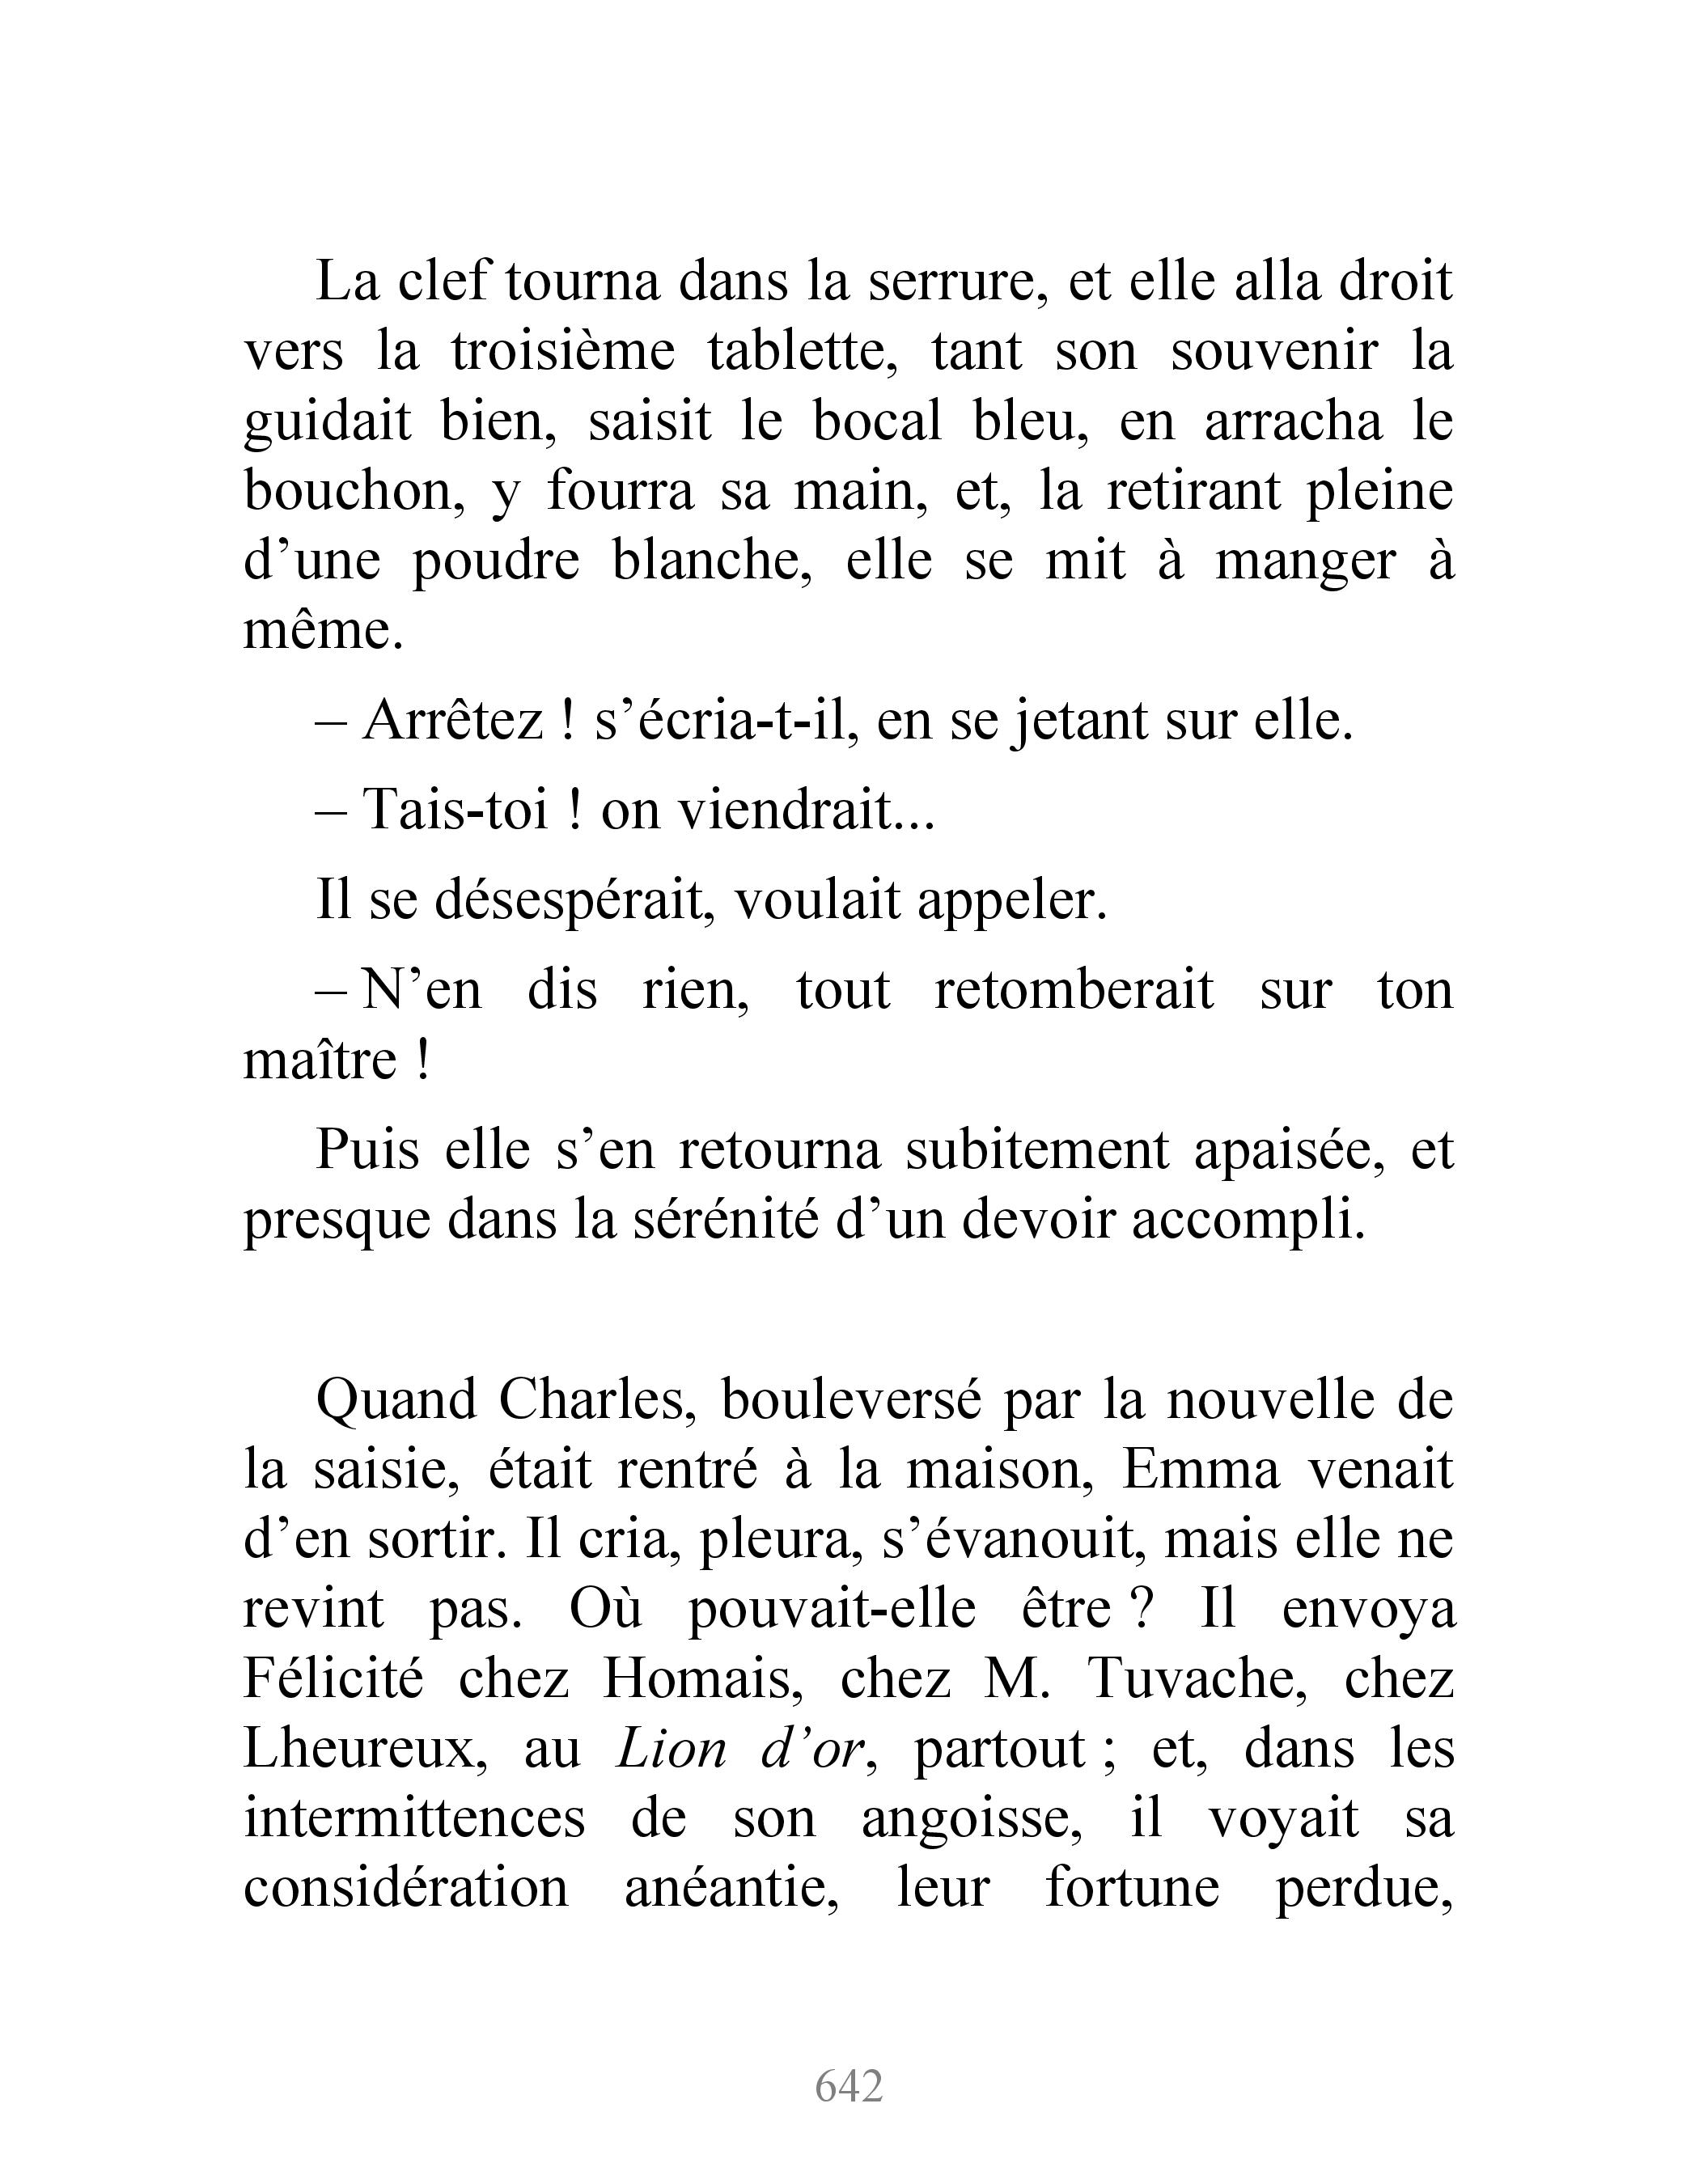 La clef tourna dans la serrure, et elle alla droit
vers la troisième tablette, tant son souvenir la
guidait bien, saisit le bocal bleu, en arracha le
bouchon, y fourra sa main, et, la retirant pleine
d’une poudre blanche, elle se mit à manger à
même.
– Arrêtez ! s’écria-t-il, en se jetant sur elle.
– Tais-toi ! on viendrait...
Il se désespérait, voulait appeler.
– N’en dis rien, tout retomberait sur ton
maître !
Puis elle s’en retourna subitement apaisée, et
presque dans la sérénité d’un devoir accompli.
Quand Charles, bouleversé par la nouvelle de
la saisie, était rentré à la maison, Emma venait
d’en sortir. Il cria, pleura, s’évanouit, mais elle ne
revint pas. Où pouvait-elle être ? Il envoya
Félicité chez Homais, chez M. Tuvache, chez
Lheureux, au Lion d’or, partout ; et, dans les
intermittences de son angoisse, il voyait sa
considération anéantie, leur fortune perdue,
642